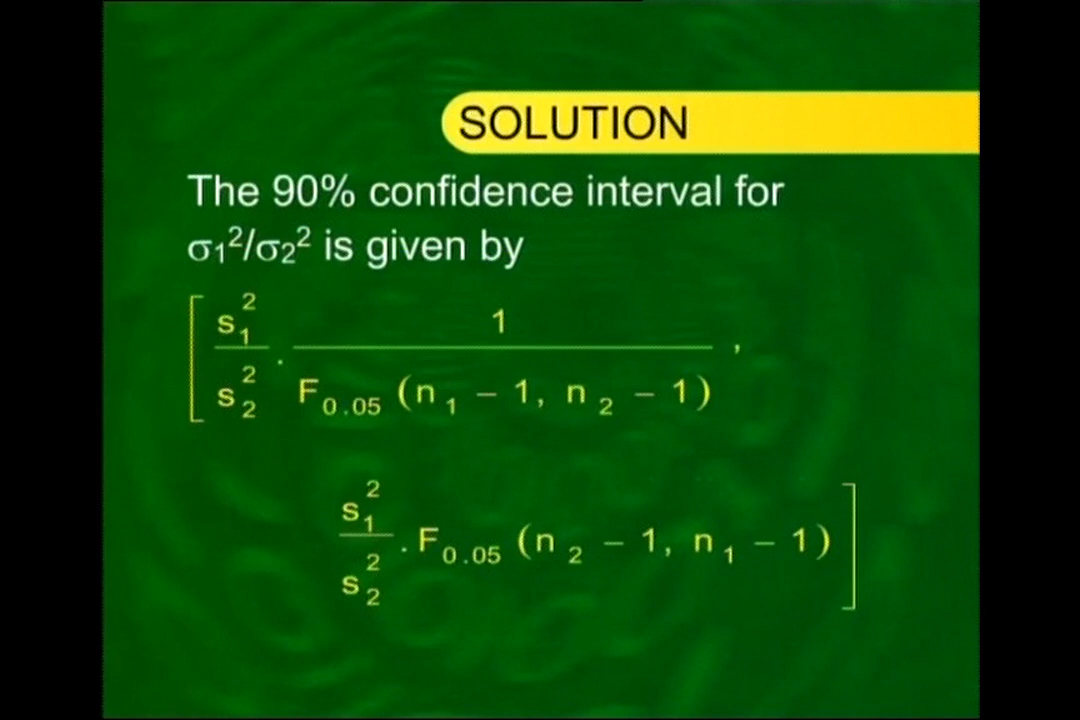 SOLUTION
The 90% confidence interval for
σ₁²/σ₂² is given by
[ s₁²/s₂² . 1 / F₀.₀₅ (n₁ – 1, n₂ – 1) ,
s₁²/s₂² . F₀.₀₅ (n₂ – 1, n₁ – 1) ]